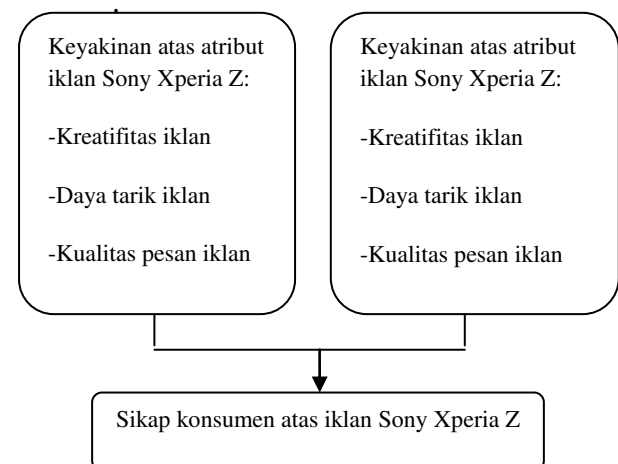 Keyakinan atas atribut
iklan Sony Xperia Z:
-Kreatifitas iklan
-Daya tarik iklan
-Kualitas pesan iklan
Keyakinan atas atribut
iklan Sony Xperia Z:
-Kreatifitas iklan
-Daya tarik iklan
-Kualitas pesan iklan
Sikap konsumen atas iklan Sony Xperia Z